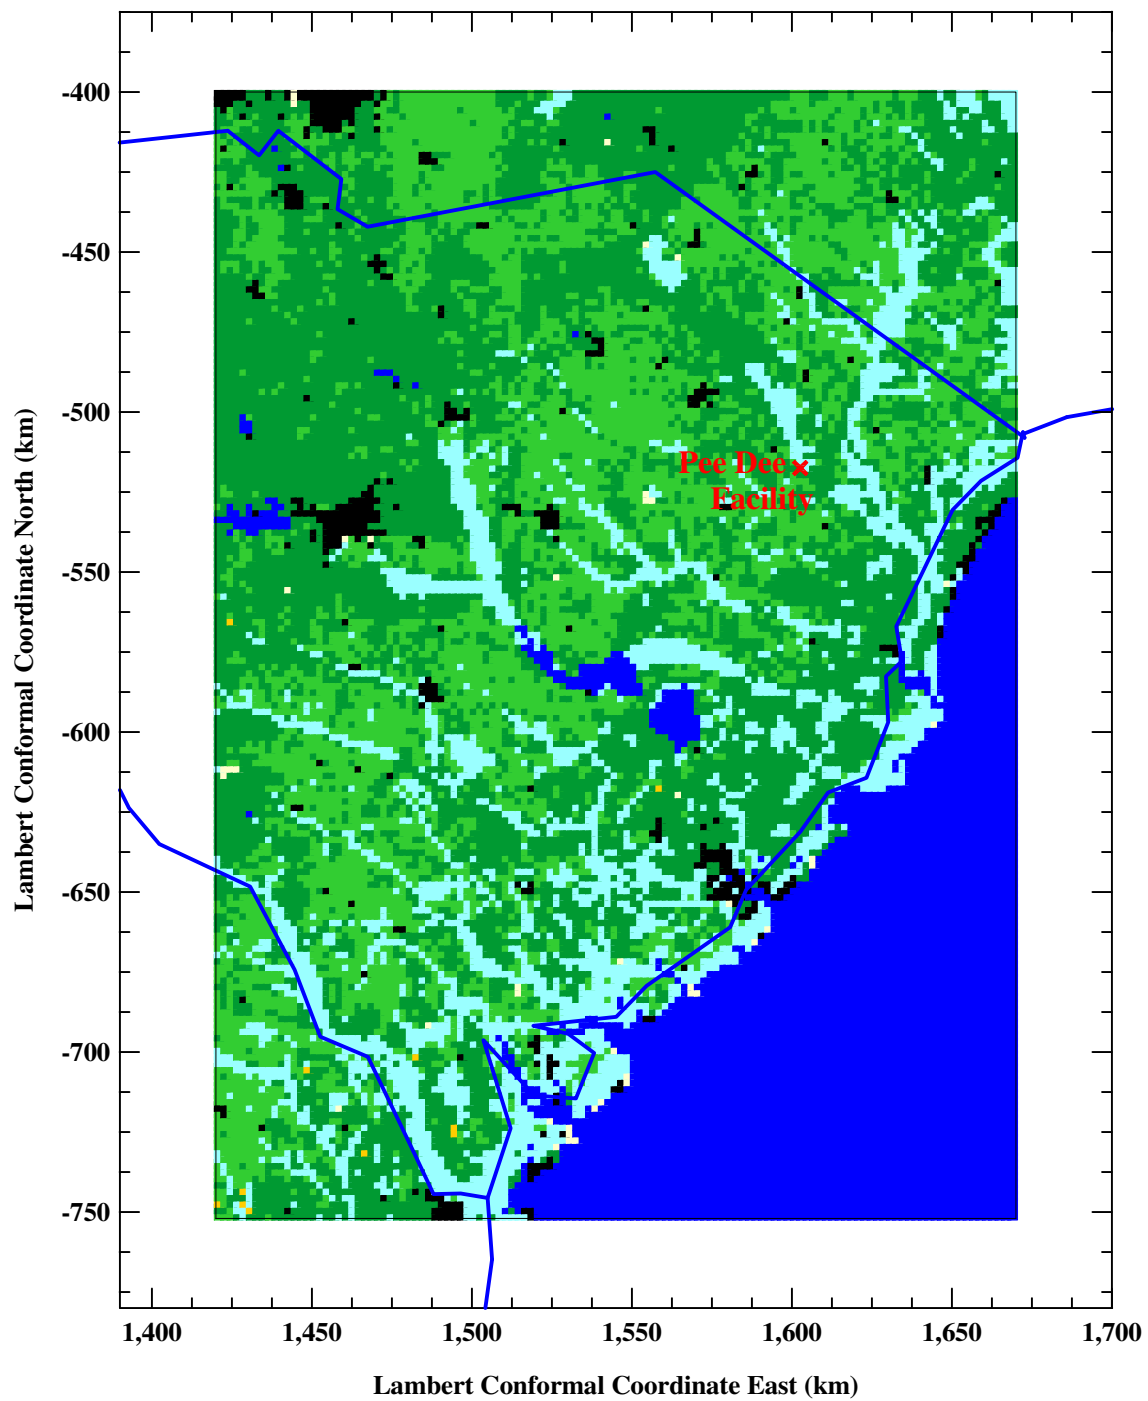 -400
-450
-500
-550
-600
-650
-700
-750
Lambert Conformal Coordinate North (km)
Pee Dee
Facility
1,400 1,450 1,500 1,550 1,600 1,650 1,700
Lambert Conformal Coordinate East (km)